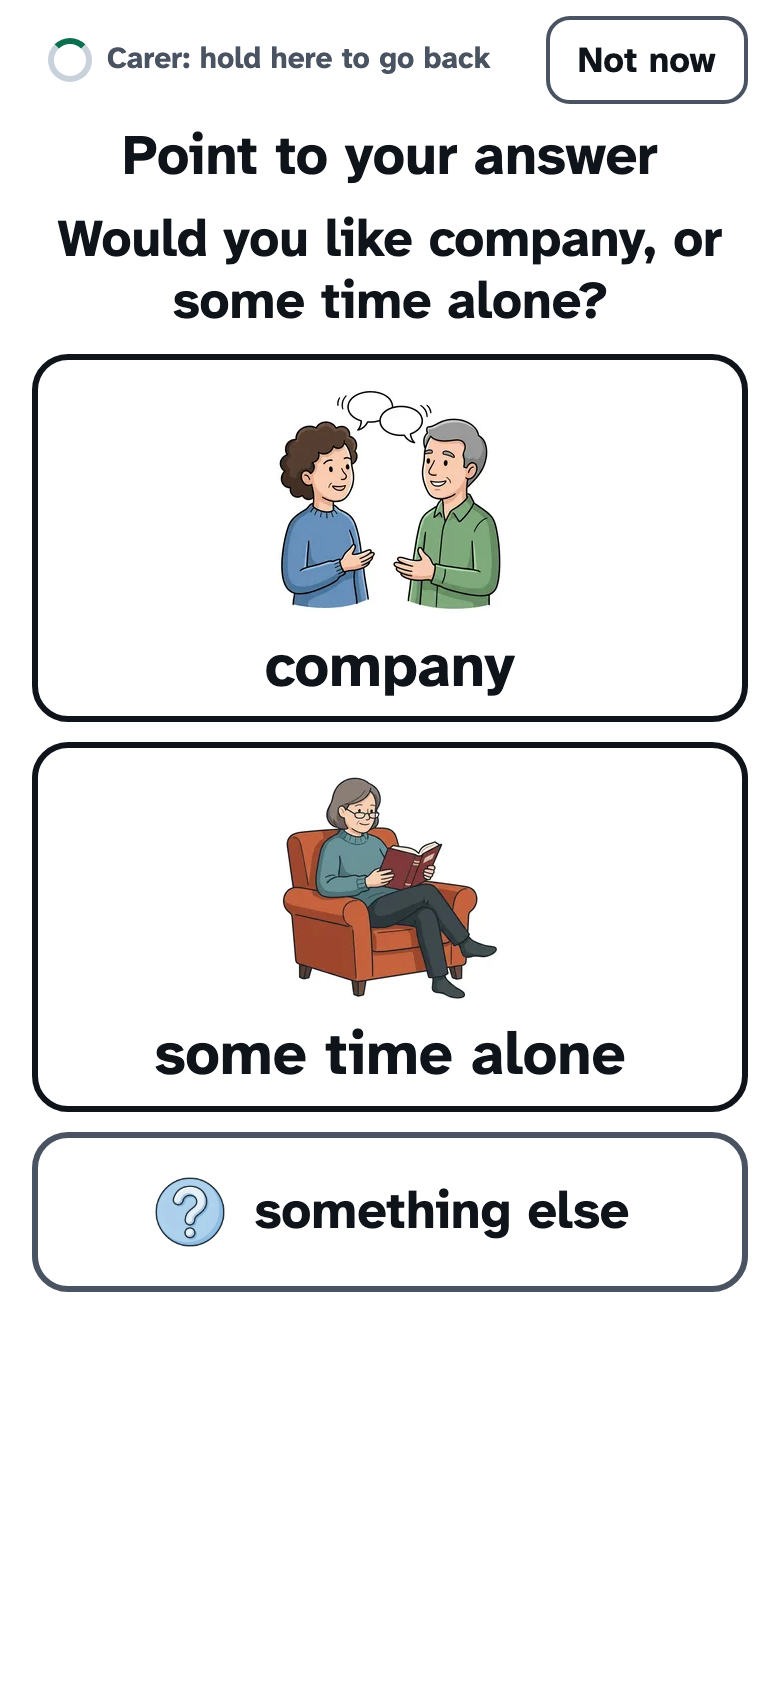 Carer: hold here to go back
Not now
Point to your answer
Would you like company, or
some time alone?
company
some time alone
?
something else